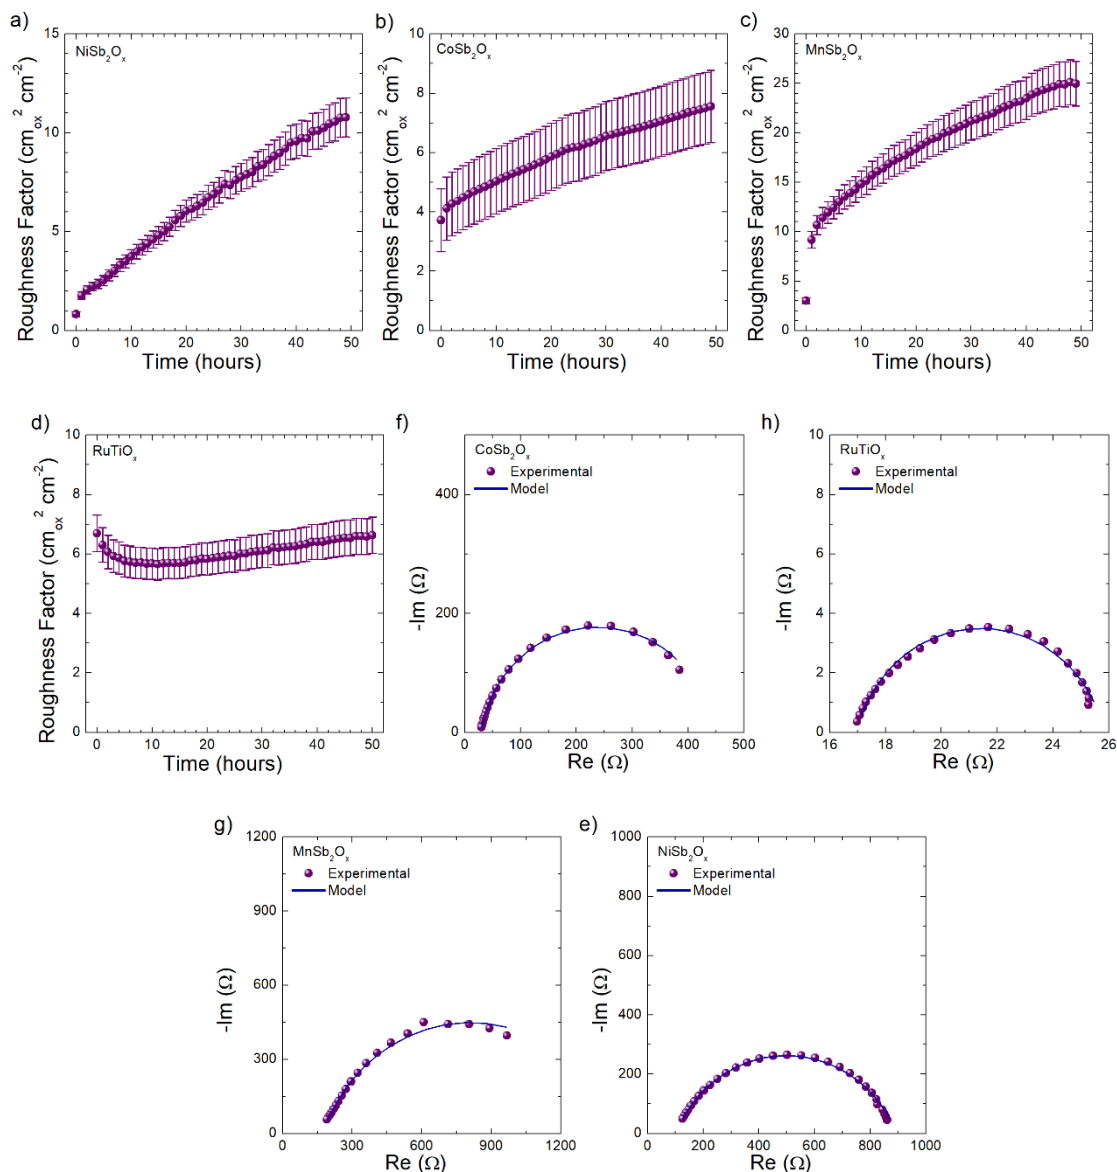 a)
NiSb2Ox
Roughness Factor (cmox2 cm-2)
15
10
5
0
0 10 20 30 40 50
Time (hours)
b)
CoSb2Ox
Roughness Factor (cmox2 cm-2)
10
8
6
4
2
0
0 10 20 30 40 50
Time (hours)
c)
MnSb2Ox
Roughness Factor (cmox2 cm-2)
30
25
20
15
10
5
0
0 10 20 30 40 50
Time (hours)
d)
RuTiOx
Roughness Factor (cmox2 cm-2)
10
8
6
4
2
0
0 10 20 30 40 50
Time (hours)
f)
CoSb2Ox
Experimental
Model
-Im (Ω)
400
200
0
0 100 200 300 400 500
Re (Ω)
h)
RuTiOx
Experimental
Model
-Im (Ω)
10
8
6
4
2
0
16 18 20 22 24 26
Re (Ω)
g)
MnSb2Ox
Experimental
Model
-Im (Ω)
1200
900
600
300
0
0 300 600 900 1200
Re (Ω)
e)
NiSb2Ox
Experimental
Model
-Im (Ω)
1000
800
600
400
200
0
0 200 400 600 800 1000
Re (Ω)